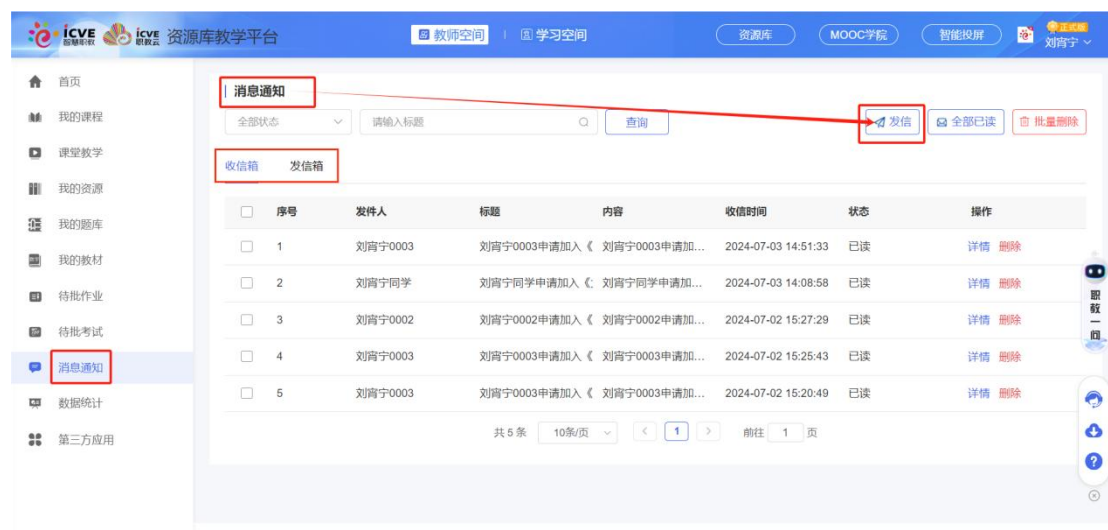 icve 智慧职教 icve 职教云 资源库教学平台 教师空间 学习空间 资源库 MOOC学院 智能投屏 正式版 刘宵宁
首页
我的课程
课堂教学
我的资源
我的题库
我的教材
待批作业
待批考试
消息通知
数据统计
第三方应用
消息通知
全部状态 请输入标题 查询 发信 全部已读 批量删除
收信箱 发信箱
序号 发件人 标题 内容 收信时间 状态 操作
1 刘宵宁0003 刘宵宁0003申请加入《 刘宵宁0003申请加... 2024-07-03 14:51:33 已读 详情 删除
2 刘宵宁同学 刘宵宁同学申请加入《: 刘宵宁同学申请加... 2024-07-03 14:08:58 已读 详情 删除
3 刘宵宁0002 刘宵宁0002申请加入《 刘宵宁0002申请加... 2024-07-02 15:27:29 已读 详情 删除
4 刘宵宁0003 刘宵宁0003申请加入《 刘宵宁0003申请加... 2024-07-02 15:25:43 已读 详情 删除
5 刘宵宁0003 刘宵宁0003申请加入《 刘宵宁0003申请加... 2024-07-02 15:20:49 已读 详情 删除
共 5 条 10条/页 < 1 > 前往 1 页
职教一问